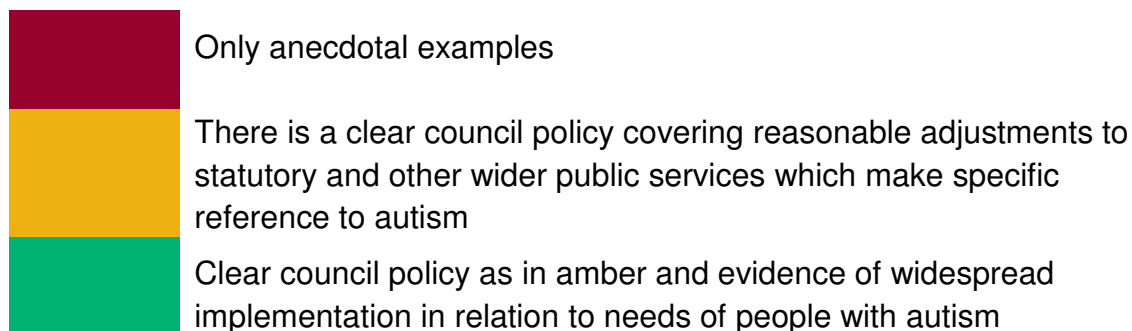 Only anecdotal examples
There is a clear council policy covering reasonable adjustments to
statutory and other wider public services which make specific
reference to autism
Clear council policy as in amber and evidence of widespread
implementation in relation to needs of people with autism